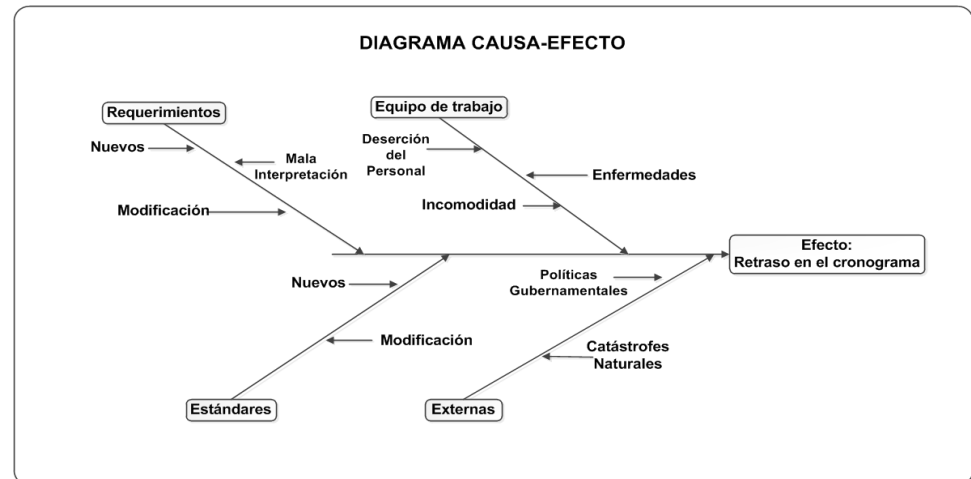 DIAGRAMA CAUSA-EFECTO
Requerimientos
Equipo de trabajo
Nuevos
Mala
Interpretación
Modificación
Deserción
del
Personal
Enfermedades
Incomodidad
Efecto:
Retraso en el cronograma
Nuevos
Modificación
Políticas
Gubernamentales
Catástrofes
Naturales
Estándares
Externas